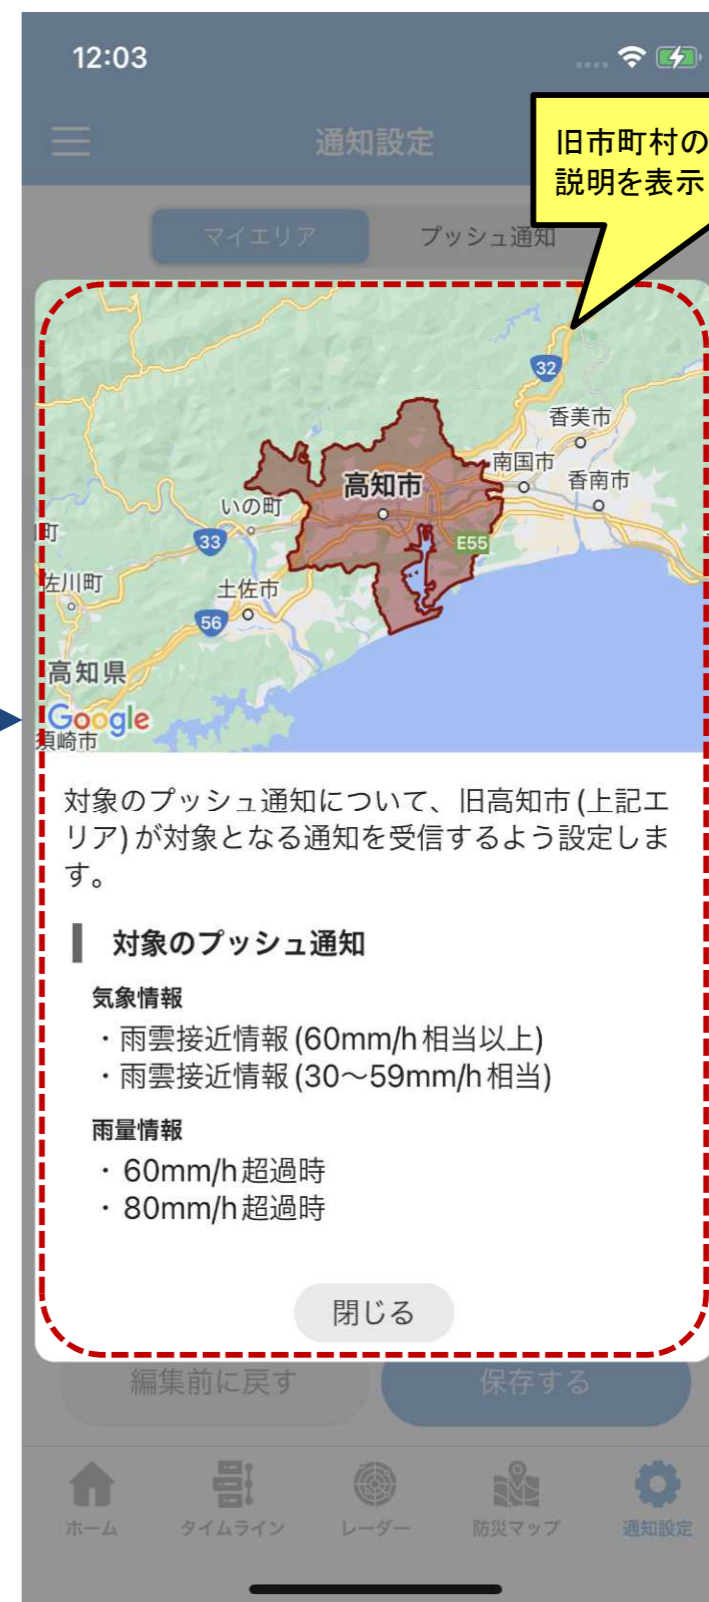 12:03
通知設定
旧市町村の
説明を表示
マイエリア
プッシュ通知
32
香美市
南国市
香南市
高知市
いの町
町
33
E55
佐川町
土佐市
56
高知県
Google
須崎市
対象のプッシュ通知について、旧高知市(上記エ
リア)が対象となる通知を受信するよう設定しま
す。
対象のプッシュ通知
気象情報
・雨雲接近情報(60mm/h相当以上)
・雨雲接近情報(30〜59mm/h相当)
雨量情報
・60mm/h超過時
・80mm/h超過時
閉じる
編集前に戻す
保存する
ホーム
タイムライン
レーダー
防災マップ
通知設定